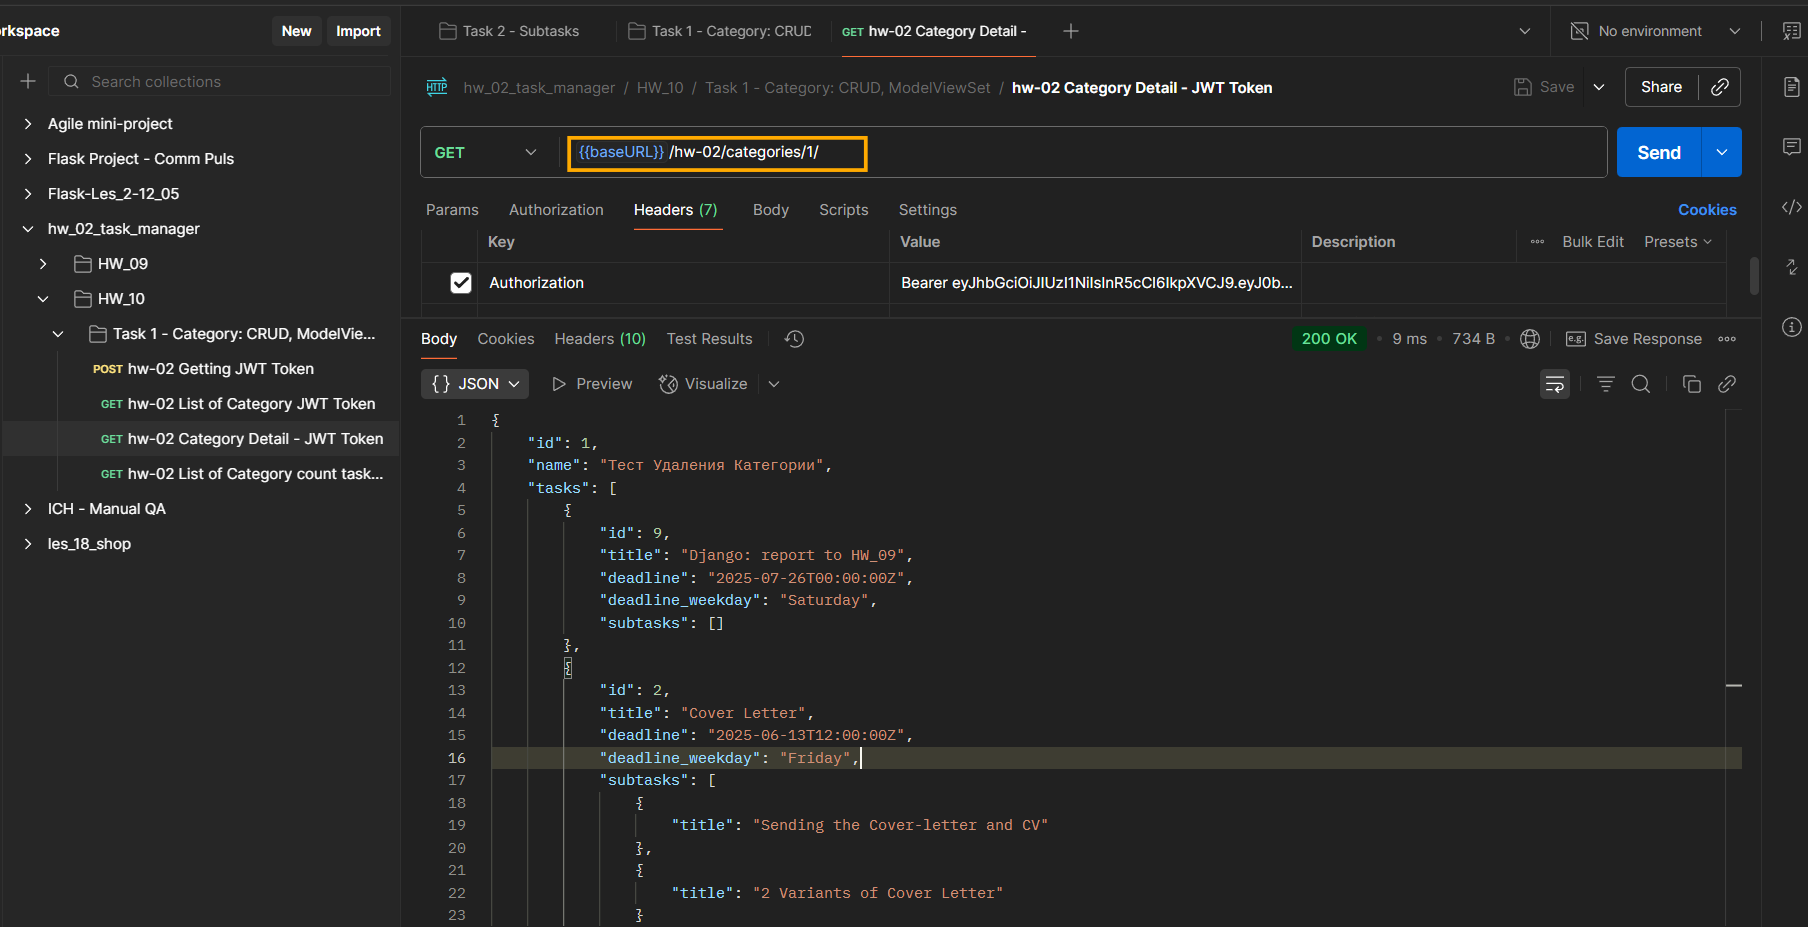 rkspace
New
Import
Search collections
Agile mini-project
Flask Project - Comm Puls
Flask-Les_2-12_05
hw_02_task_manager
HW_09
HW_10
Task 1 - Category: CRUD, ModelVie...
POST hw-02 Getting JWT Token
GET hw-02 List of Category JWT Token
GET hw-02 Category Detail - JWT Token
GET hw-02 List of Category count task...
ICH - Manual QA
les_18_shop
Task 2 - Subtasks
Task 1 - Category: CRUD
GET hw-02 Category Detail -
No environment
HTTP hw_02_task_manager / HW_10 / Task 1 - Category: CRUD, ModelViewSet / hw-02 Category Detail - JWT Token
Save
Share
GET {{baseURL}} /hw-02/categories/1/
Send
Params Authorization Headers (7) Body Scripts Settings Cookies
Key Value Description Bulk Edit Presets
Authorization Bearer eyJhbGciOiJIUzI1NiIsInR5cCI6IkpXVCJ9.eyJ0b...
Body Cookies Headers (10) Test Results
200 OK • 9 ms • 734 B
e.g. Save Response
{} JSON Preview Visualize
1 {
2 "id": 1,
3 "name": "Тест Удаления Категории",
4 "tasks": [
5 {
6 "id": 9,
7 "title": "Django: report to HW_09",
8 "deadline": "2025-07-26T00:00:00Z",
9 "deadline_weekday": "Saturday",
10 "subtasks": []
11 },
12 {
13 "id": 2,
14 "title": "Cover Letter",
15 "deadline": "2025-06-13T12:00:00Z",
16 "deadline_weekday": "Friday",
17 "subtasks": [
18 {
19 "title": "Sending the Cover-letter and CV"
20 },
21 {
22 "title": "2 Variants of Cover Letter"
23 }